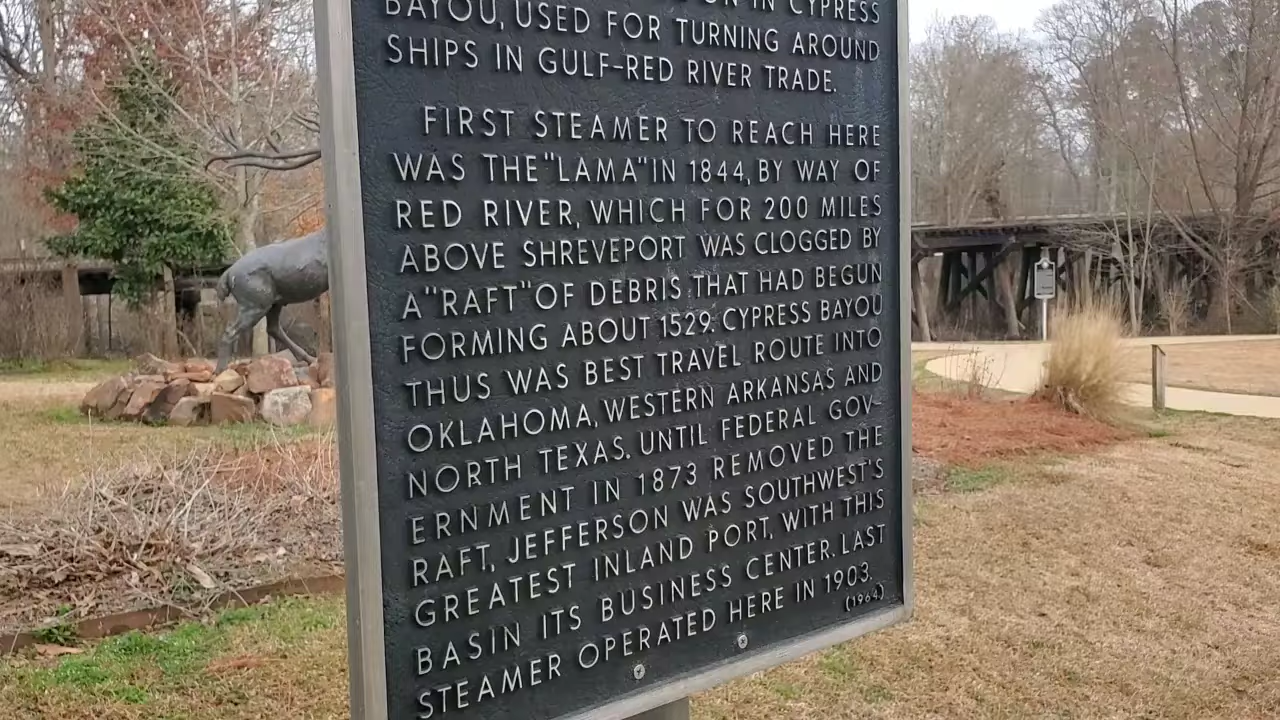 IN CYPRESS
BAYOU, USED FOR TURNING AROUND
SHIPS IN GULF-RED RIVER TRADE.
FIRST STEAMER TO REACH HERE
WAS THE "LAMA" IN 1844, BY WAY OF
RED RIVER, WHICH FOR 200 MILES
ABOVE SHREVEPORT WAS CLOGGED BY
A "RAFT" OF DEBRIS THAT HAD BEGUN
FORMING ABOUT 1529. CYPRESS BAYOU
THUS WAS BEST TRAVEL ROUTE INTO
OKLAHOMA, WESTERN ARKANSAS AND
NORTH TEXAS. UNTIL FEDERAL GOV-
ERNMENT IN 1873 REMOVED THE
RAFT, JEFFERSON WAS SOUTHWEST'S
GREATEST INLAND PORT, WITH THIS
BASIN ITS BUSINESS CENTER. LAST
STEAMER OPERATED HERE IN 1903.
(1964)